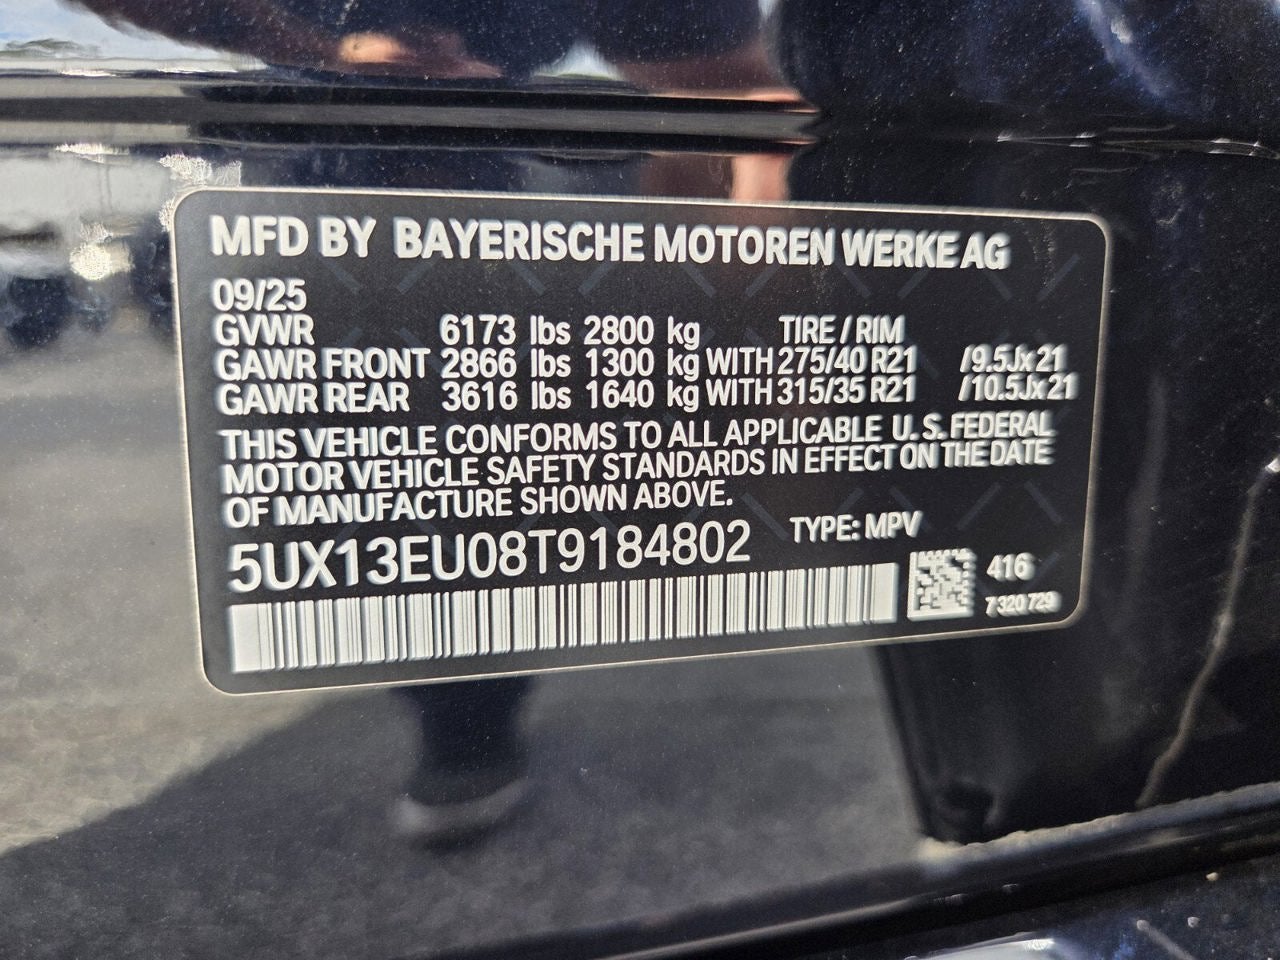 MFD BY BAYERISCHE MOTOREN WERKE AG
09/25
GVWR 6173 lbs 2800 kg TIRE / RIM
GAWR FRONT 2866 lbs 1300 kg WITH 275/40 R21 /9.5Jx21
GAWR REAR 3616 lbs 1640 kg WITH 315/35 R21 /10.5Jx21
THIS VEHICLE CONFORMS TO ALL APPLICABLE U.S. FEDERAL
MOTOR VEHICLE SAFETY STANDARDS IN EFFECT ON THE DATE
OF MANUFACTURE SHOWN ABOVE.
5UX13EU08T9184802 TYPE: MPV
416
7 320 729